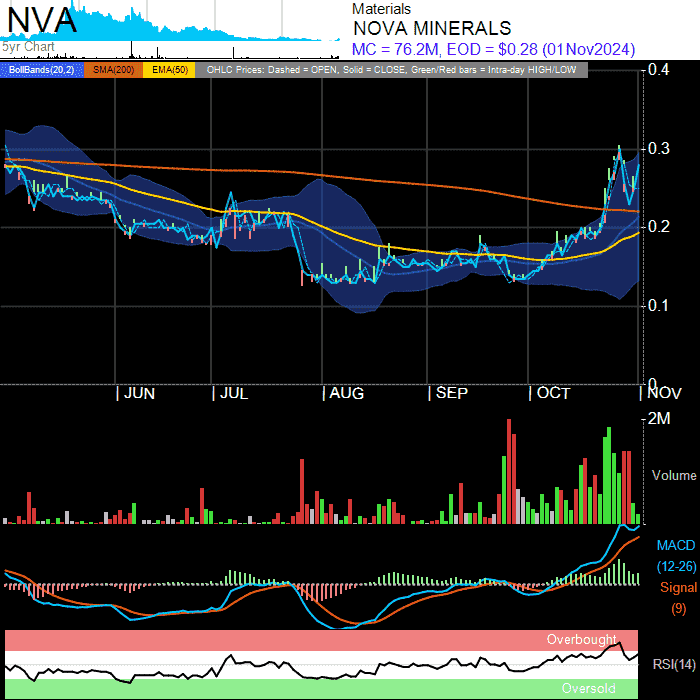 NVA
5yr Chart
Materials
NOVA MINERALS
MC = 76.2M, EOD = $0.28 (01Nov2024)
BollBands(20,2) SMA(200) EMA(50) OHLC Prices: Dashed = OPEN, Solid = CLOSE, Green/Red bars = Intra-day HIGH/LOW
0.4
0.3
0.2
0.1
0
JUN JUL AUG SEP OCT NOV
2M
Volume
MACD
(12-26)
Signal
(9)
Overbought
RSI(14)
Oversold